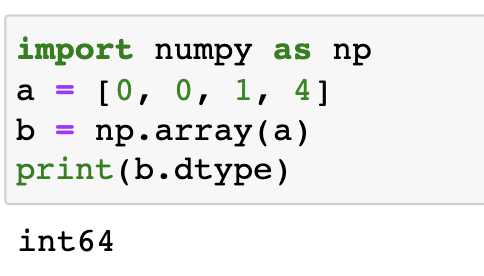 import numpy as np
a = [0, 0, 1, 4]
b = np.array(a)
print(b.dtype)
int64